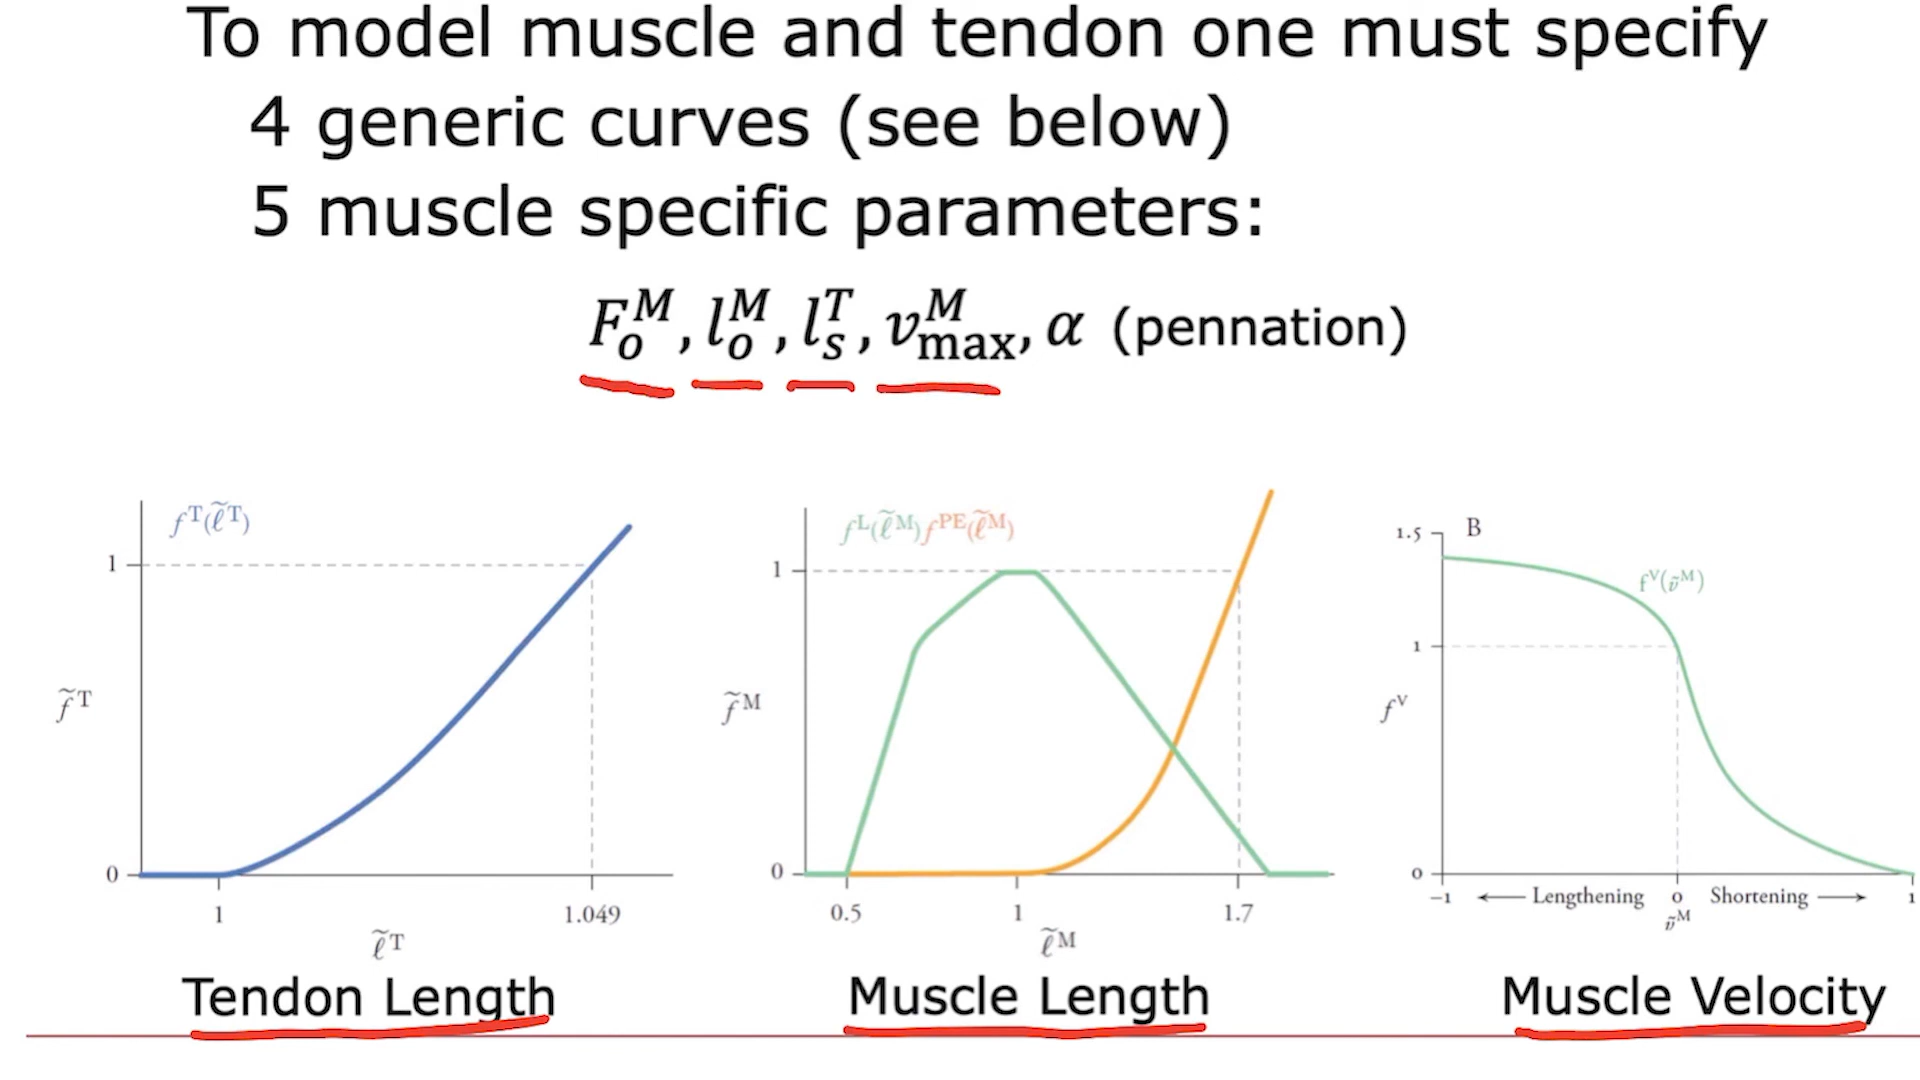 To model muscle and tendon one must specify
4 generic curves (see below)
5 muscle specific parameters:
F_o^M, l_o^M, l_s^T, v_max^M, α (pennation)
f^T(ℓ̃^T)
1
f̃^T
0
1 1.049
ℓ̃^T
Tendon Length
f^L(ℓ̃^M) f^PE(ℓ̃^M)
1
f̃^M
0
0.5 1 1.7
ℓ̃^M
Muscle Length
1.5 B
f^V(ṽ^M)
1
f^V
0
−1 ← Lengthening 0 Shortening → 1
ṽ^M
Muscle Velocity